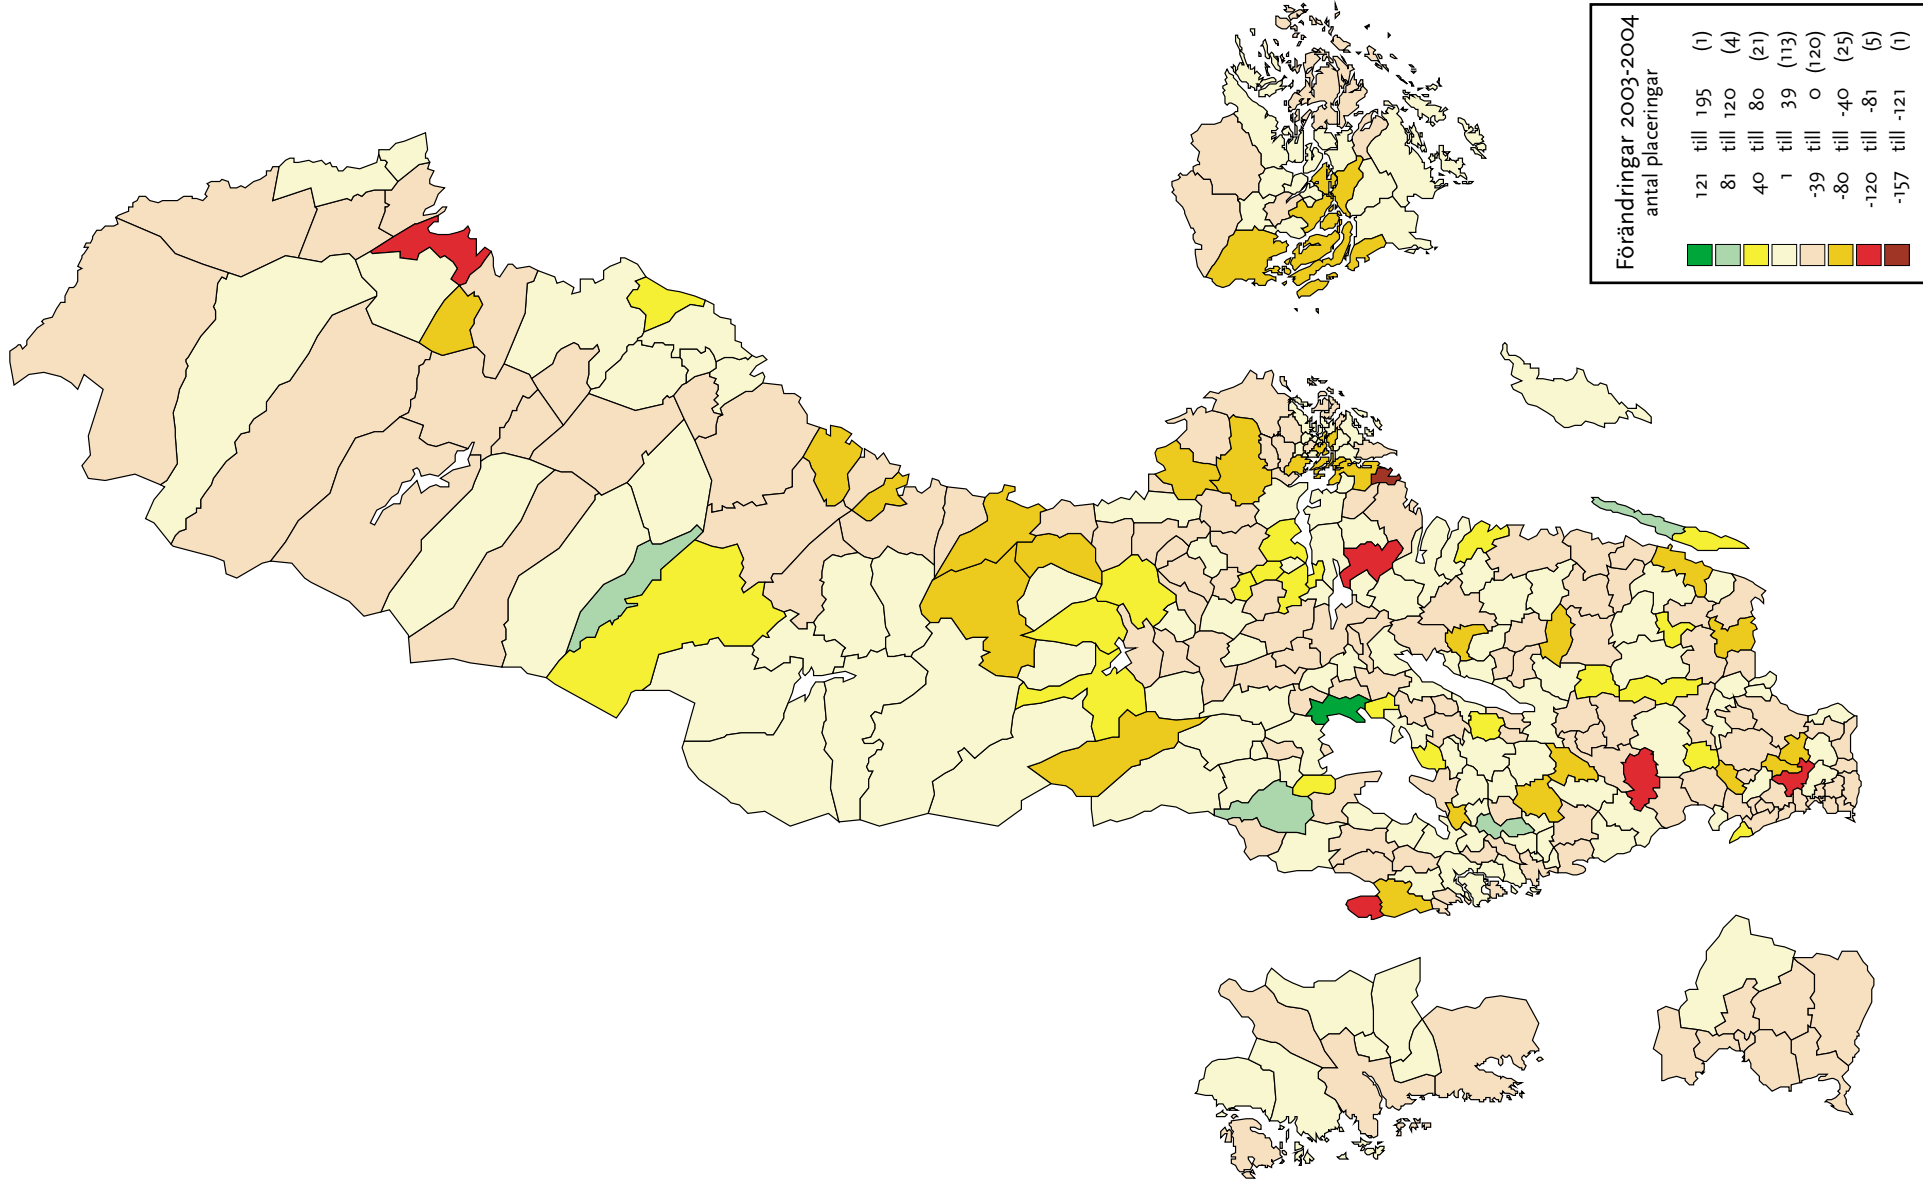 Förändringar 2003-2004
antal placeringar
121 till 195 (1)
81 till 120 (4)
40 till 80 (21)
1 till 39 (113)
-39 till 0 (120)
-80 till -40 (25)
-120 till -81 (5)
-157 till -121 (1)